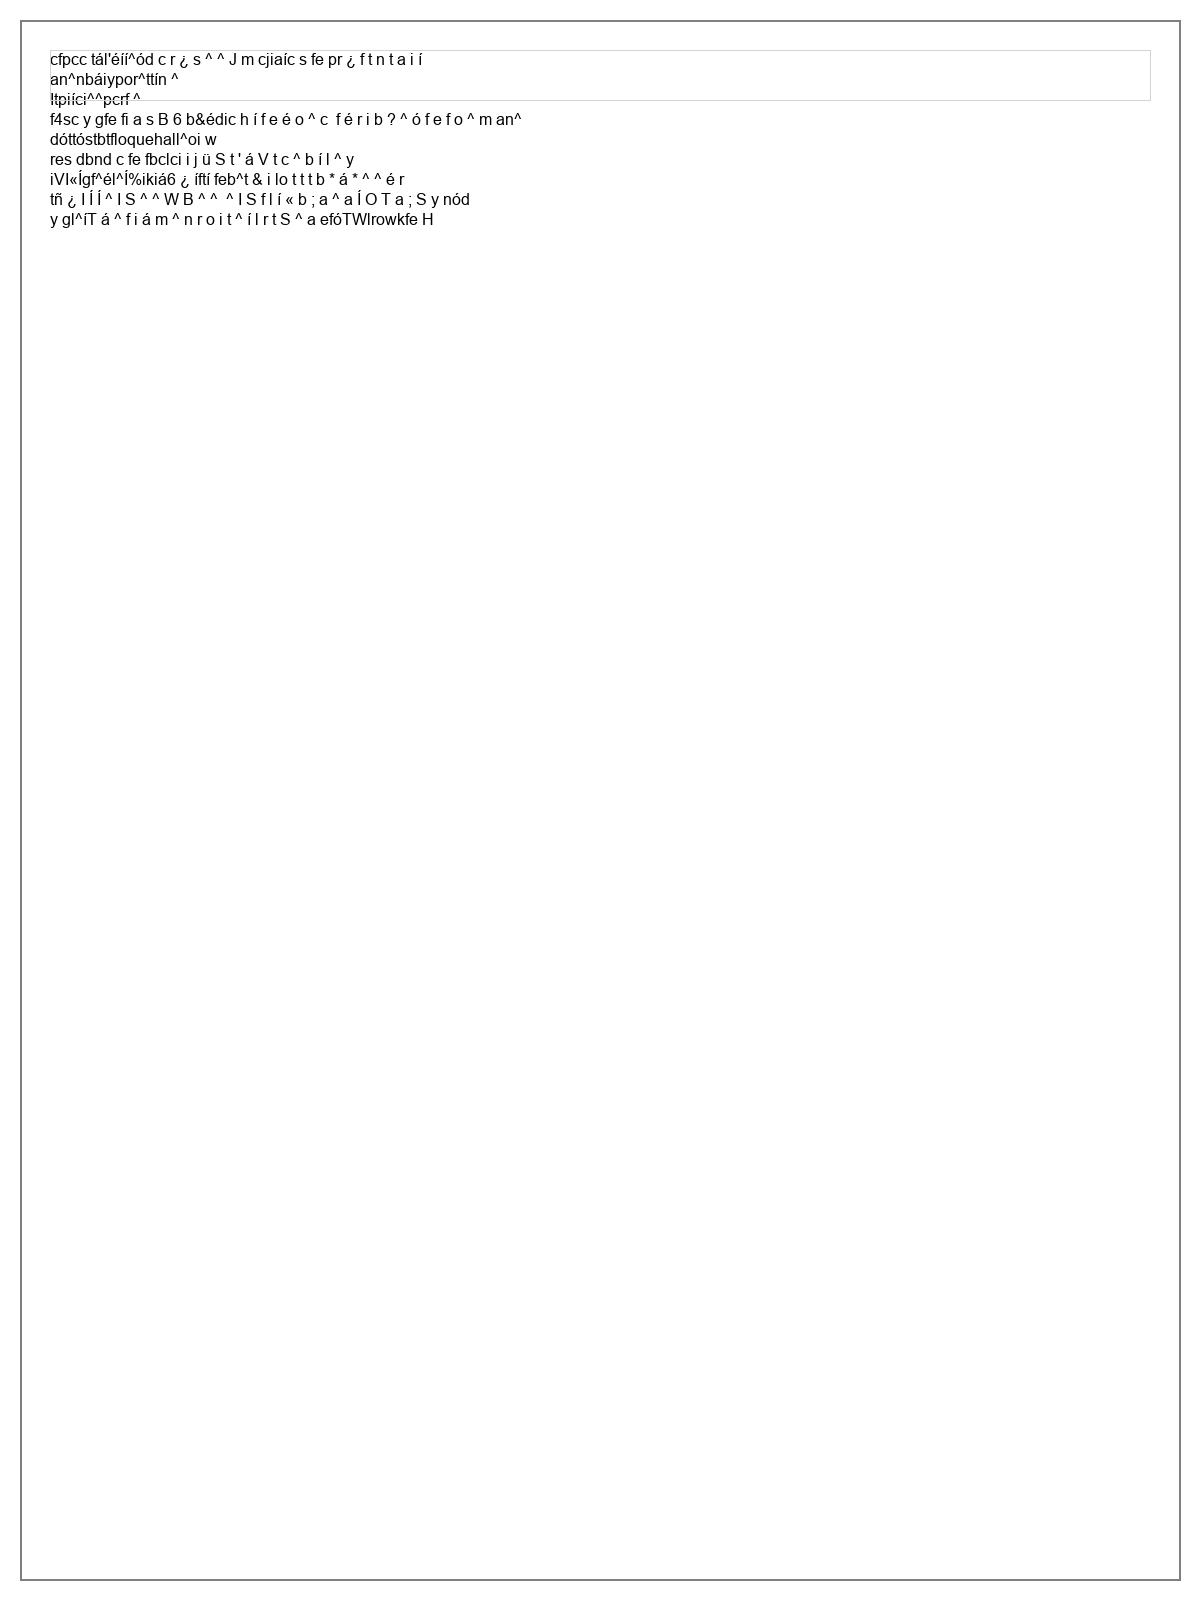 cfpcc tál'éíí^ód c r ¿ s ^ ^ J m cjiaíc s fe pr ¿ f t n t a i í
an^nbáiypor^ttín ^
Itpiíci^^pcrf ^
f4sc y gfe fi a s B 6 b&édic h í f e é o ^ c  f é r i b ? ^ ó f e f o ^ m an^
dóttóstbtfloquehall^oi w
res dbnd c fe fbclci i j ü S t ' á V t c ^ b í l ^ y
iVI«Ígf^él^Í%ikiá6 ¿ íftí feb^t & i lo t t t b * á * ^ ^ é r
tñ ¿ I Í Í ^ I S ^ ^ W B ^ ^  ^ I S f l í « b ; a ^ a Í O T a ; S y nód
y gl^íT á ^ f i á m ^ n r o i t ^ í l r t S ^ a efóTWlrowkfe H